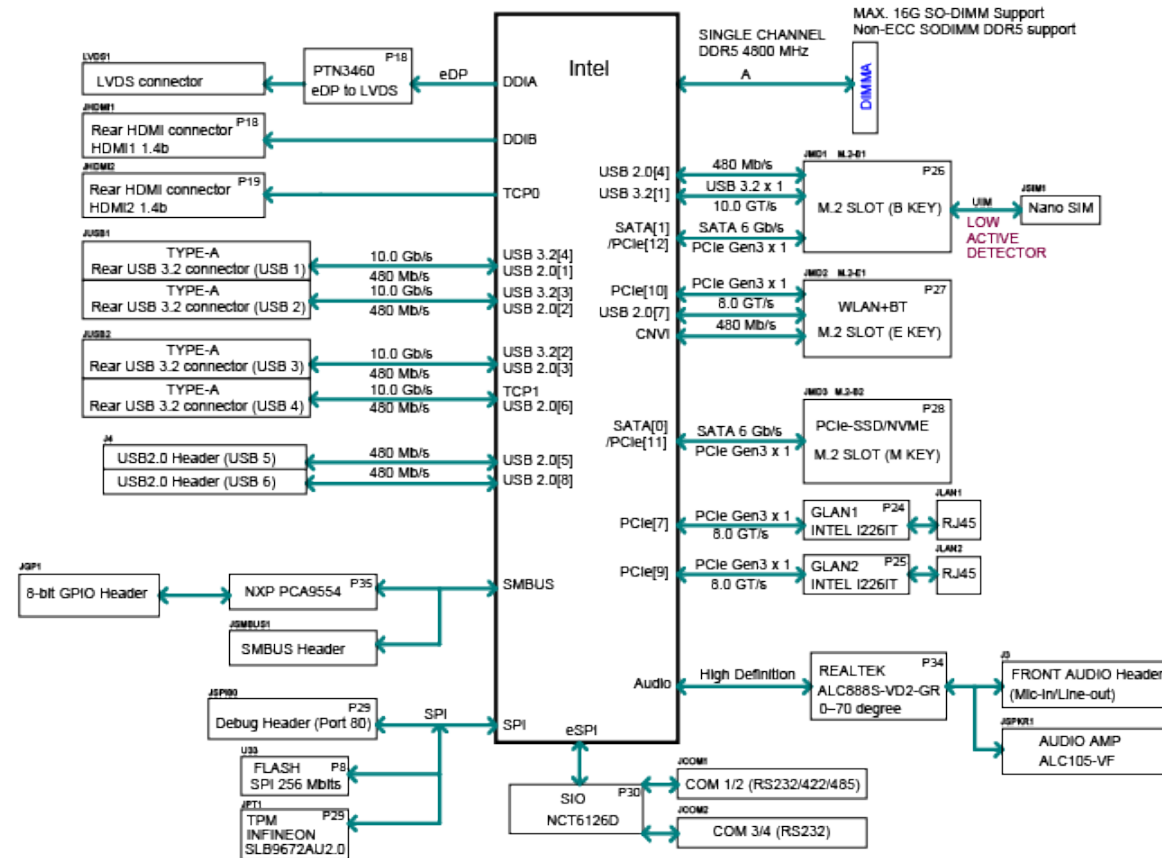 MAX. 16G SO-DIMM Support
Non-ECC SODIMM DDR5 support
SINGLE CHANNEL
DDR5 4800 MHz
A
DIMMA
Intel
LVDS1
LVDS connector
P18
PTN3460
eDP to LVDS
eDP
DDIA
JHDMI1
P18
Rear HDMI connector
HDMI1 1.4b
DDIB
JHDMI2
P19
Rear HDMI connector
HDMI2 1.4b
TCP0
JUSB1
TYPE-A
Rear USB 3.2 connector (USB 1)
10.0 Gb/s
480 Mb/s
USB 3.2[4]
USB 2.0[1]
TYPE-A
Rear USB 3.2 connector (USB 2)
10.0 Gb/s
480 Mb/s
USB 3.2[3]
USB 2.0[2]
JUSB2
TYPE-A
Rear USB 3.2 connector (USB 3)
10.0 Gb/s
480 Mb/s
USB 3.2[2]
USB 2.0[3]
TYPE-A
Rear USB 3.2 connector (USB 4)
10.0 Gb/s
480 Mb/s
TCP1
USB 2.0[6]
J4
USB2.0 Header (USB 5)
480 Mb/s
USB 2.0[5]
USB2.0 Header (USB 6)
480 Mb/s
USB 2.0[8]
JGP1
8-bit GPIO Header
P35
NXP PCA9554
SMBUS
JSMBUS1
SMBUS Header
JSPI80
P29
Debug Header (Port 80)
SPI
SPI
U33
P8
FLASH
SPI 256 Mbits
JPT1
P29
TPM
INFINEON
SLB9672AU2.0
USB 2.0[4]
480 Mb/s
USB 3.2[1]
USB 3.2 x 1
10.0 GT/s
SATA[1]
/PCIe[12]
SATA 6 Gb/s
PCIe Gen3 x 1
JMD1 M.2-B1
P26
M.2 SLOT (B KEY)
UIM
LOW
ACTIVE
DETECTOR
JSIM1
Nano SIM
PCIe[10]
PCIe Gen3 x 1
8.0 GT/s
USB 2.0[7]
480 Mb/s
CNVI
JMD2 M.2-E1
P27
WLAN+BT
M.2 SLOT (E KEY)
SATA[0]
/PCIe[11]
SATA 6 Gb/s
PCIe Gen3 x 1
JMD3 M.2-B2
P28
PCIe-SSD/NVME
M.2 SLOT (M KEY)
PCIe[7]
PCIe Gen3 x 1
8.0 GT/s
P24
GLAN1
INTEL I226IT
JLAN1
RJ45
PCIe[9]
PCIe Gen3 x 1
8.0 GT/s
P25
GLAN2
INTEL I226IT
JLAN2
RJ45
Audio
High Definition
P34
REALTEK
ALC888S-VD2-GR
0~70 degree
J3
FRONT AUDIO Header
(Mic-in/Line-out)
JSPKR1
AUDIO AMP
ALC105-VF
eSPI
P30
SIO
NCT6126D
JCOM1
COM 1/2 (RS232/422/485)
JCOM2
COM 3/4 (RS232)